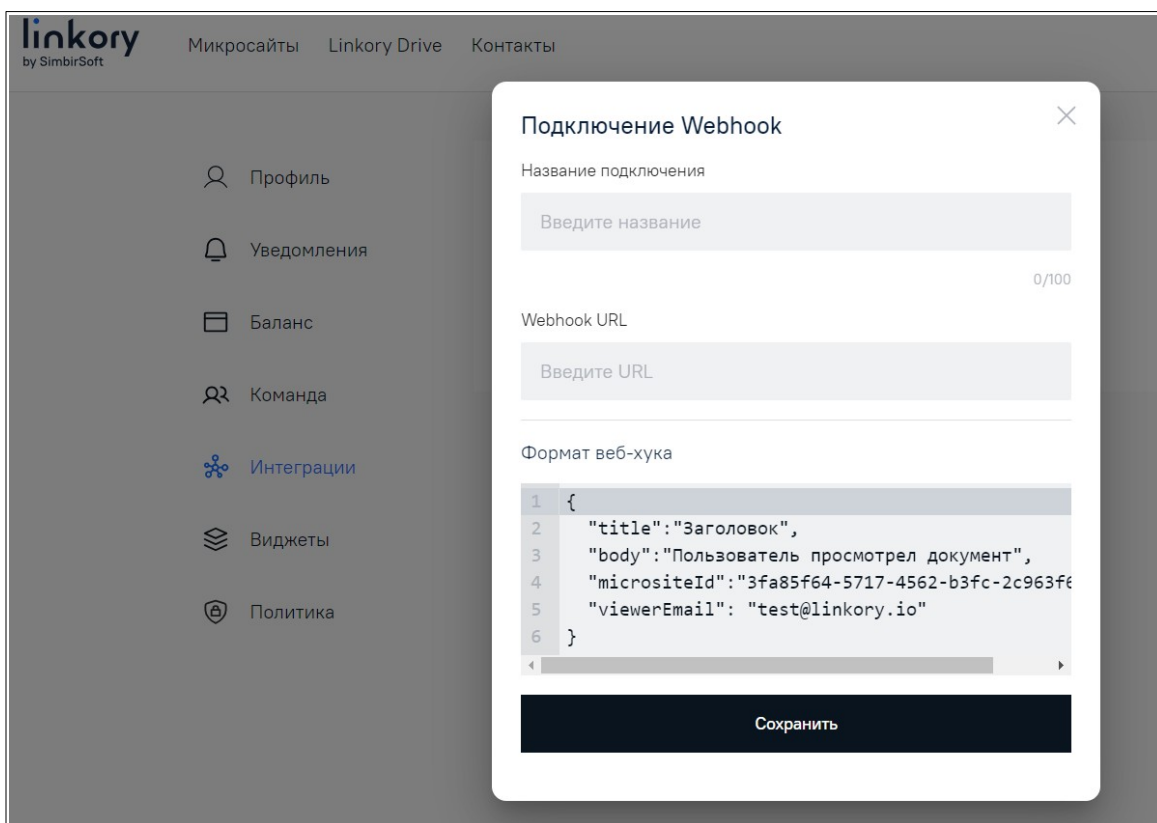 linkory
by SimbirSoft
Микросайты Linkory Drive Контакты
Профиль
Уведомления
Баланс
Команда
Интеграции
Виджеты
Политика
Подключение Webhook
Название подключения
Введите название
0/100
Webhook URL
Введите URL
Формат веб-хука
1 {
2 "title":"Заголовок",
3 "body":"Пользователь просмотрел документ",
4 "micrositeId":"3fa85f64-5717-4562-b3fc-2c963f6
5 "viewerEmail": "test@linkory.io"
6 }
Сохранить